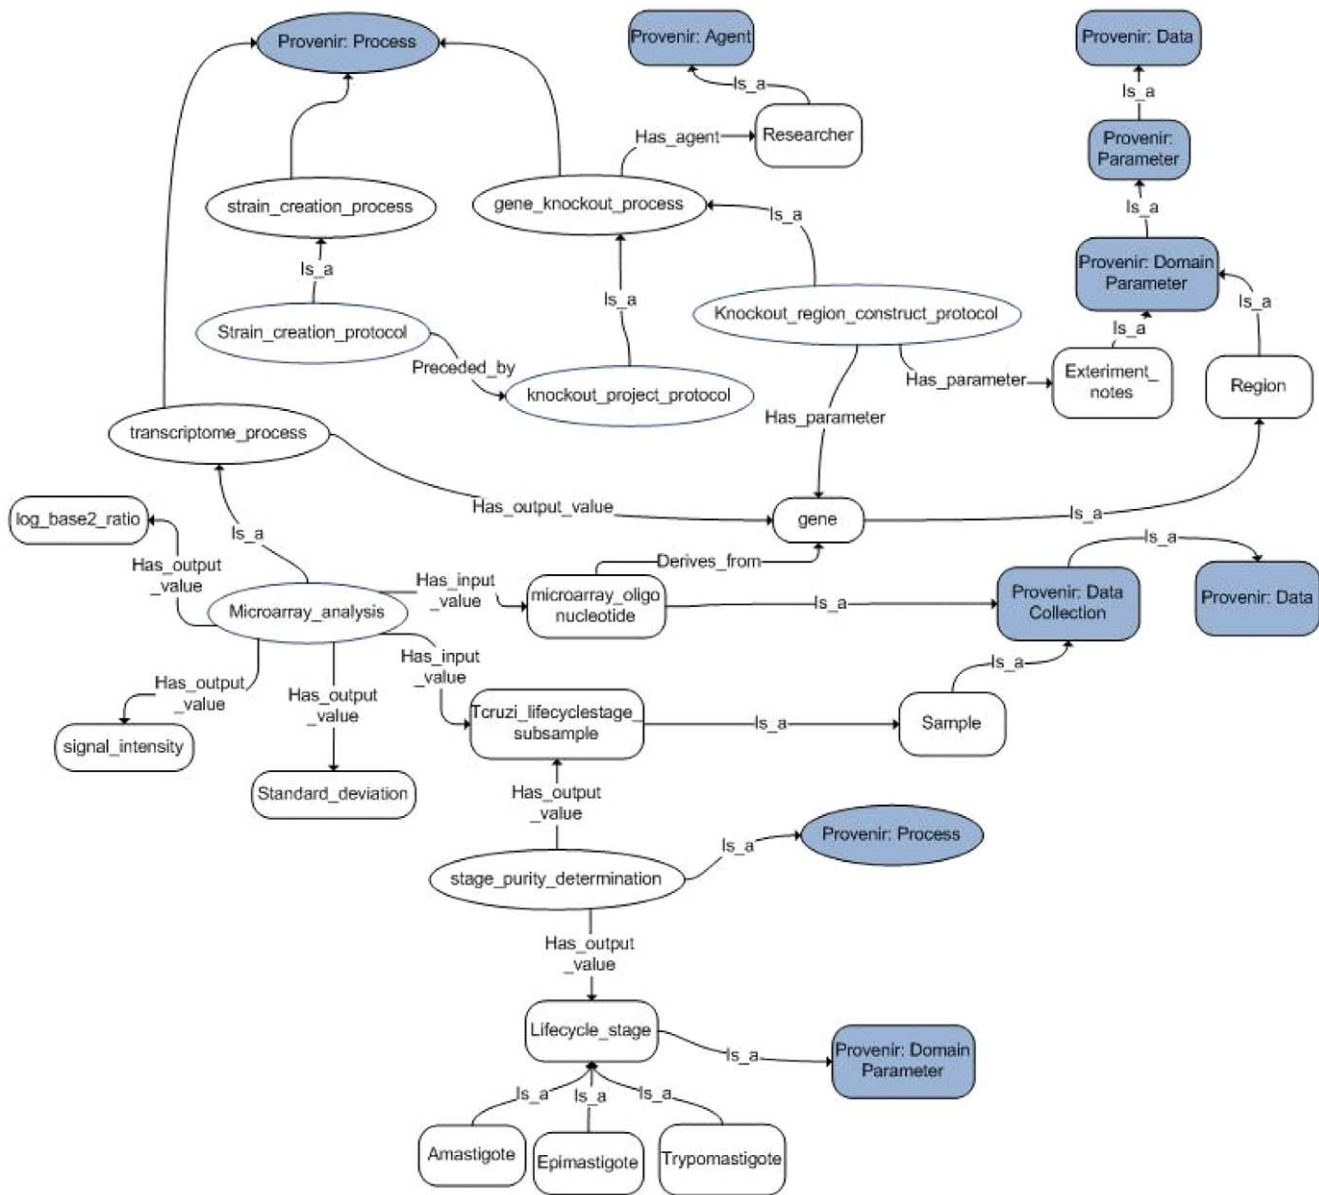 Provenir: Process
Provenir: Agent
Provenir: Data
Is_a
Is_a
Researcher
Has_agent
Provenir:
Parameter
strain_creation_process
gene_knockout_process
Is_a
Is_a
Is_a
Is_a
Provenir: Domain
Parameter
Is_a
Strain_creation_protocol
Knockout_region_construct_protocol
Is_a
Preceded_by
knockout_project_protocol
Has_parameter
Exteriment_
notes
Region
Has_parameter
transcriptome_process
Has_output_value
log_base2_ratio
Is_a
gene
Is_a
Is_a
Has_output
_value
Derives_from
Has_input
_value
microarray_oligo
nucleotide
Is_a
Provenir: Data
Collection
Provenir: Data
Microarray_analysis
Has_input
_value
Is_a
Has_output
_value
Has_output
_value
Tcruzi_lifecyclestage_
subsample
Is_a
Sample
signal_intensity
Standard_deviation
Has_output
_value
Is_a
Provenir: Process
stage_purity_determination
Has_output
_value
Lifecycle_stage
Is_a
Provenir: Domain
Parameter
Is_a
Is_a
Is_a
Amastigote
Epimastigote
Trypomastigote